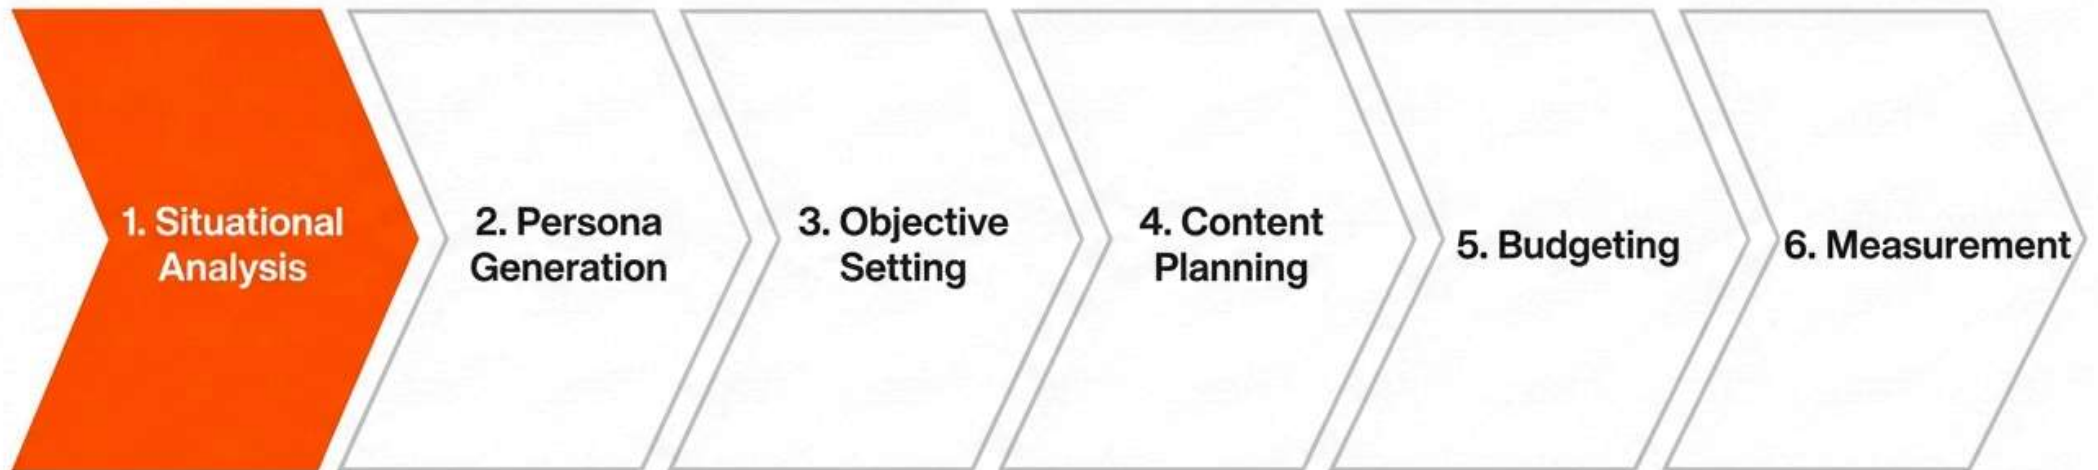 1. Situational
Analysis
2. Persona
Generation
3. Objective
Setting
4. Content
Planning
5. Budgeting
6. Measurement